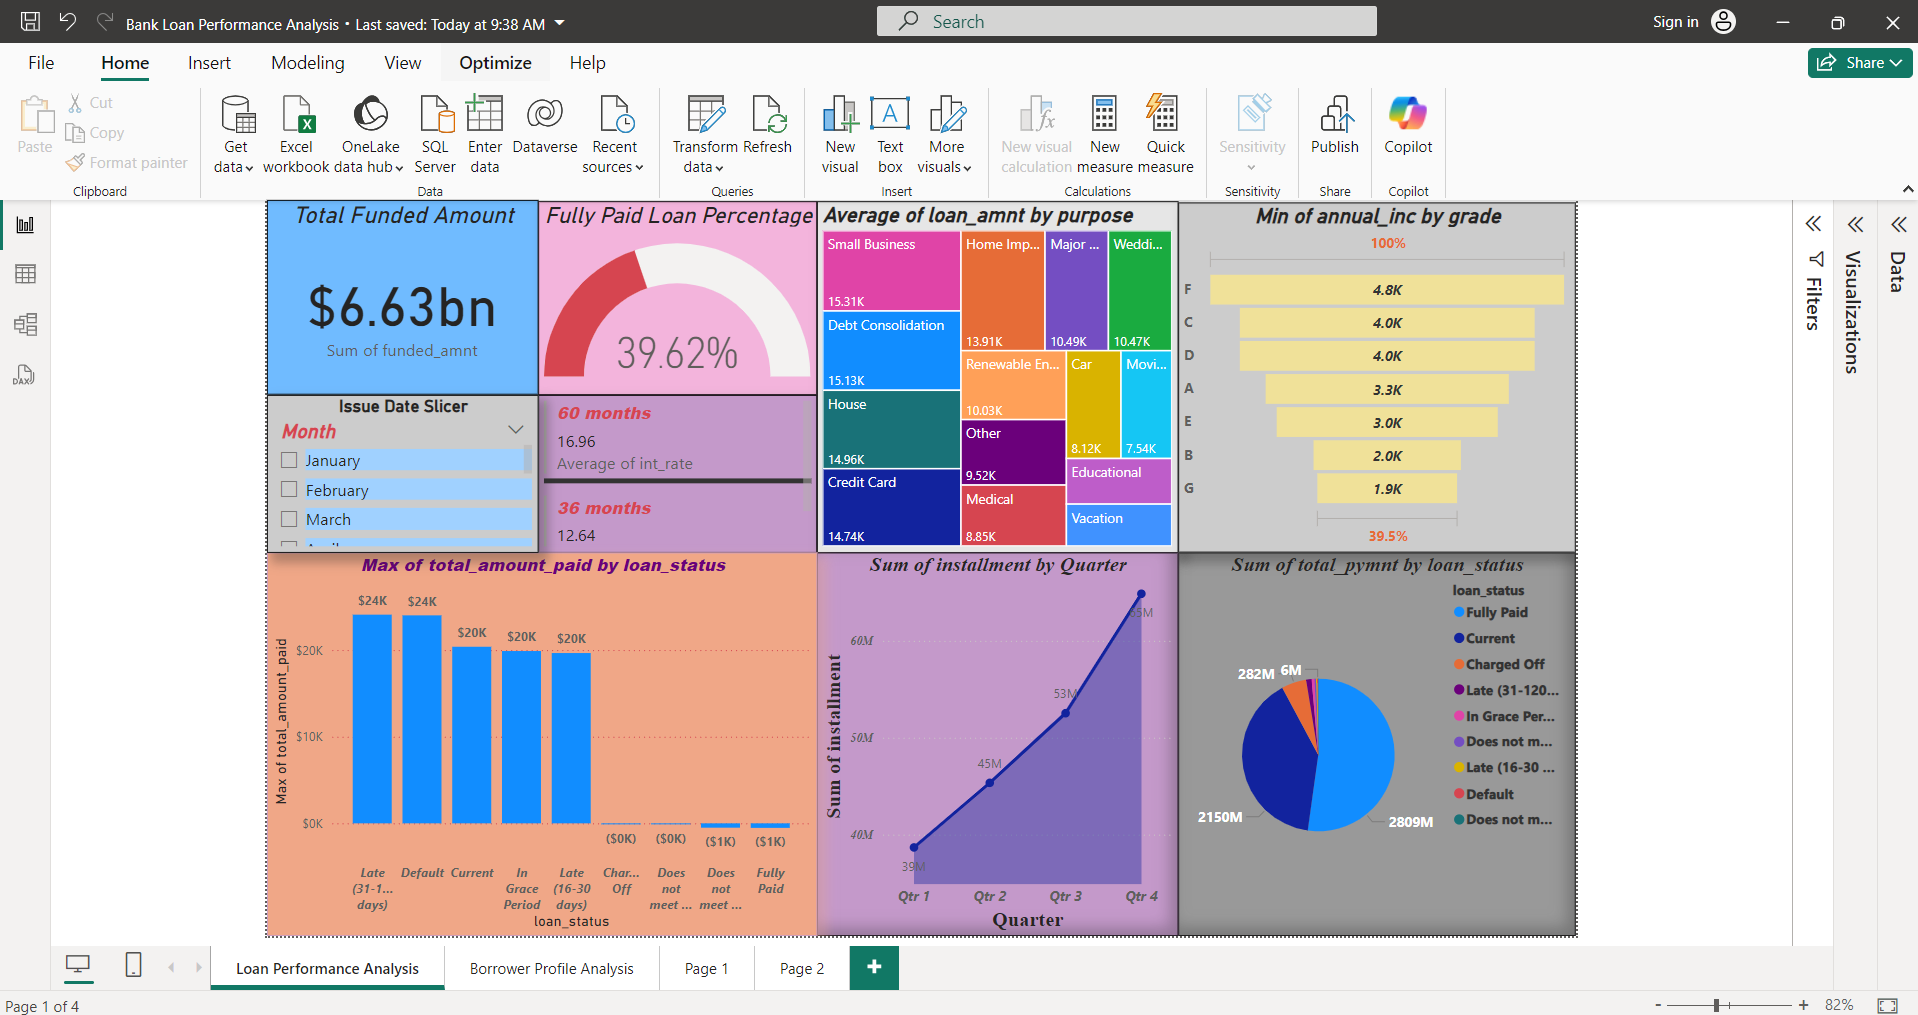 Bank Loan Performance Analysis • Last saved: Today at 9:38 AM
Search
Sign in
File
Home
Insert
Modeling
View
Optimize
Help
Share
Paste
Cut
Copy
Format painter
Clipboard
Get data
Excel workbook
OneLake data hub
SQL Server
Enter data
Dataverse
Recent sources
Data
Transform data
Refresh
Queries
New visual
Text box
More visuals
Insert
New visual calculation
New measure
Quick measure
Calculations
Sensitivity
Sensitivity
Publish
Share
Copilot
Copilot
DAX
Total Funded Amount
$6.63bn
Sum of funded_amnt
Fully Paid Loan Percentage
39.62%
Issue Date Slicer
Month
January
February
March
60 months
16.96
Average of int_rate
36 months
12.64
Average of loan_amnt by purpose
Small Business
15.31K
Debt Consolidation
15.13K
House
14.96K
Credit Card
14.74K
Home Imp...
13.91K
Major ...
10.49K
Weddi...
10.47K
Renewable En...
10.03K
Other
9.52K
Medical
8.85K
Car
8.12K
Movi...
7.54K
Educational
Vacation
Min of annual_inc by grade
100%
F 4.8K
C 4.0K
D 4.0K
A 3.3K
E 3.0K
B 2.0K
G 1.9K
39.5%
Max of total_amount_paid by loan_status
Max of total_amount_paid
$20K
$10K
$0K
$24K
$24K
$20K
$20K
$20K
($0K)
($0K)
($1K)
($1K)
Late (31-1... days)
Default
Current
In Grace Period
Late (16-30 days)
Char... Off
Does not meet ...
Does not meet ...
Fully Paid
loan_status
Sum of installment by Quarter
Sum of installment
60M
50M
40M
39M
45M
53M
65M
Qtr 1
Qtr 2
Qtr 3
Qtr 4
Quarter
Sum of total_pymnt by loan_status
282M
6M
2150M
2809M
loan_status
Fully Paid
Current
Charged Off
Late (31-120...
In Grace Per...
Does not m...
Late (16-30 ...
Default
Does not m...
Filters
Visualizations
Data
Loan Performance Analysis
Borrower Profile Analysis
Page 1
Page 2
Page 1 of 4
- + 82%